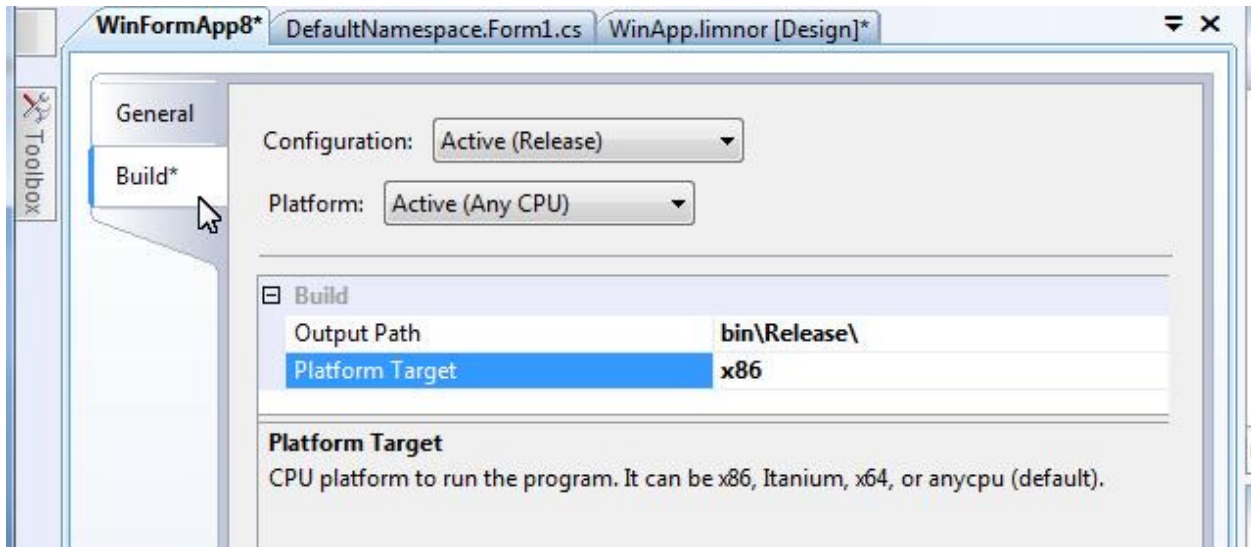 WinFormApp8* DefaultNamespace.Form1.cs WinApp.limnor [Design]*
Toolbox
General
Build*
Configuration: Active (Release)
Platform: Active (Any CPU)
Build
Output Path bin\Release\
Platform Target x86
Platform Target
CPU platform to run the program. It can be x86, Itanium, x64, or anycpu (default).